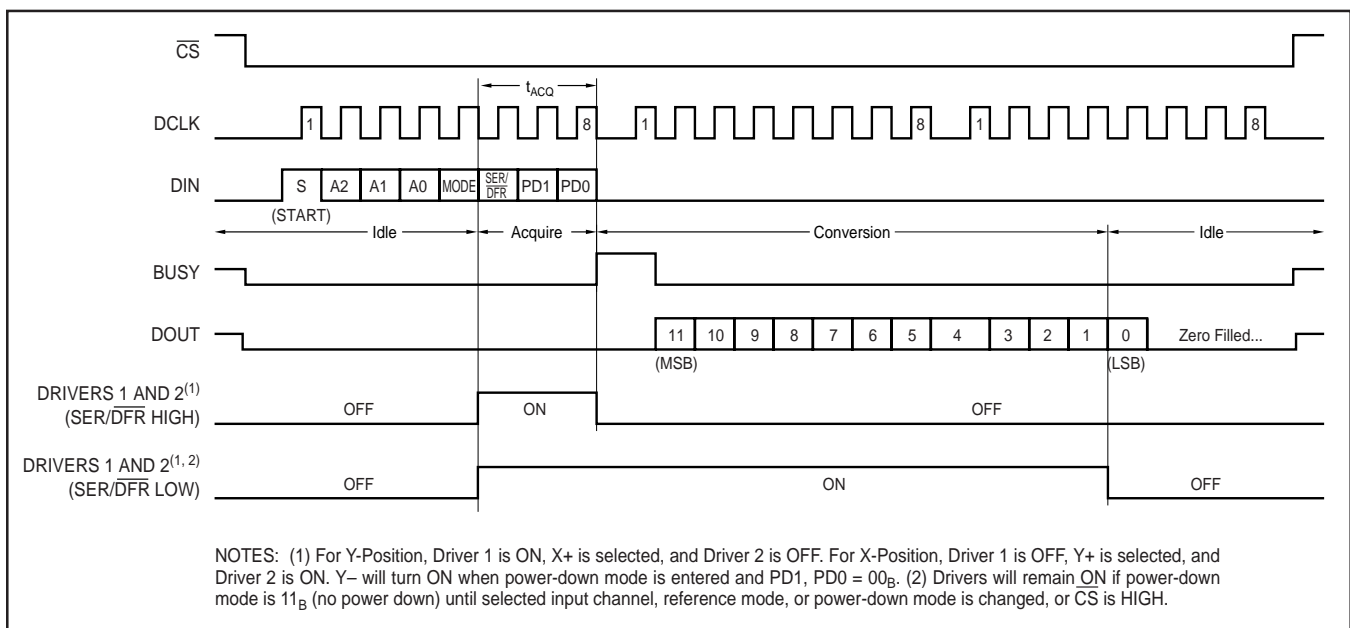 CS
tACQ
DCLK 1 8 1 8 1 8
DIN S A2 A1 A0 MODE SER/DFR PD1 PD0
(START)
Idle Acquire Conversion Idle
BUSY
DOUT 11 10 9 8 7 6 5 4 3 2 1 0 Zero Filled...
(MSB) (LSB)
DRIVERS 1 AND 2(1)
(SER/DFR HIGH) OFF ON OFF
DRIVERS 1 AND 2(1, 2)
(SER/DFR LOW) OFF ON OFF
NOTES: (1) For Y-Position, Driver 1 is ON, X+ is selected, and Driver 2 is OFF. For X-Position, Driver 1 is OFF, Y+ is selected, and
Driver 2 is ON. Y– will turn ON when power-down mode is entered and PD1, PD0 = 00B. (2) Drivers will remain ON if power-down
mode is 11B (no power down) until selected input channel, reference mode, or power-down mode is changed, or CS is HIGH.